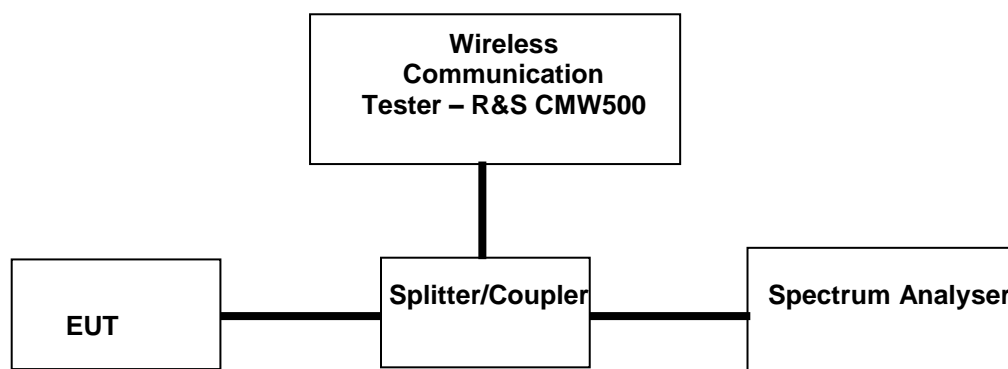 Wireless
Communication
Tester – R&S CMW500
EUT
Splitter/Coupler
Spectrum Analyser